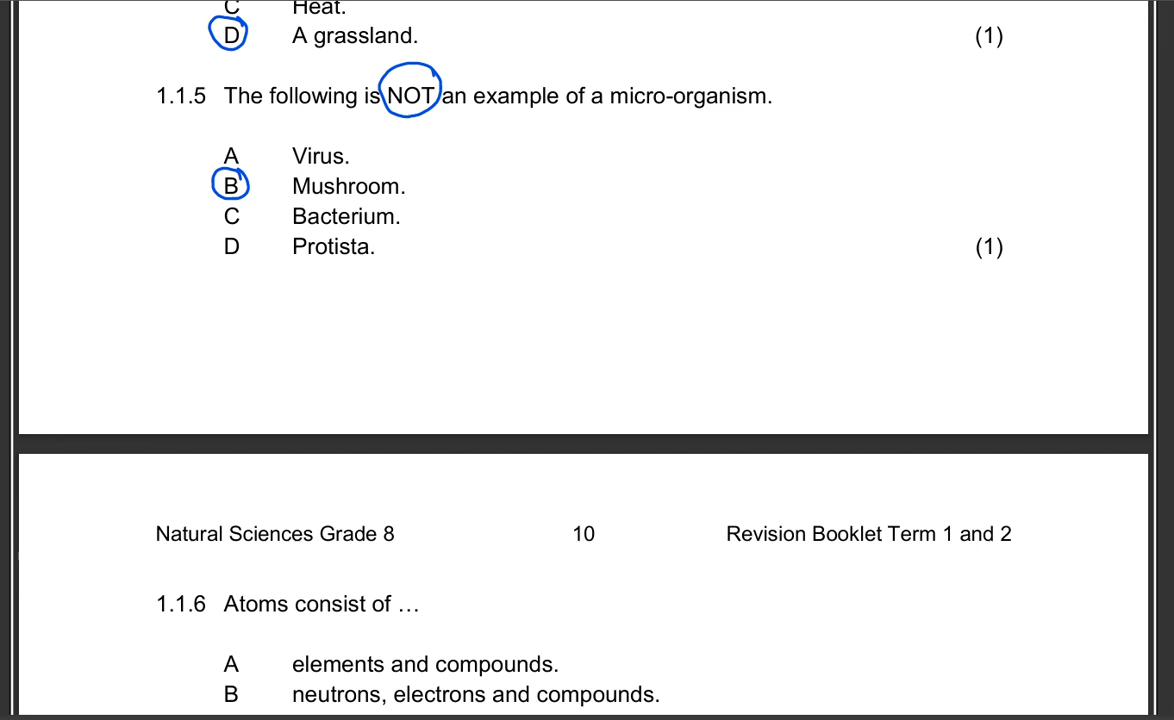 C Heat.
D A grassland. (1)
1.1.5 The following is NOT an example of a micro-organism.
A Virus.
B Mushroom.
C Bacterium.
D Protista. (1)
Natural Sciences Grade 8 10 Revision Booklet Term 1 and 2
1.1.6 Atoms consist of …
A elements and compounds.
B neutrons, electrons and compounds.